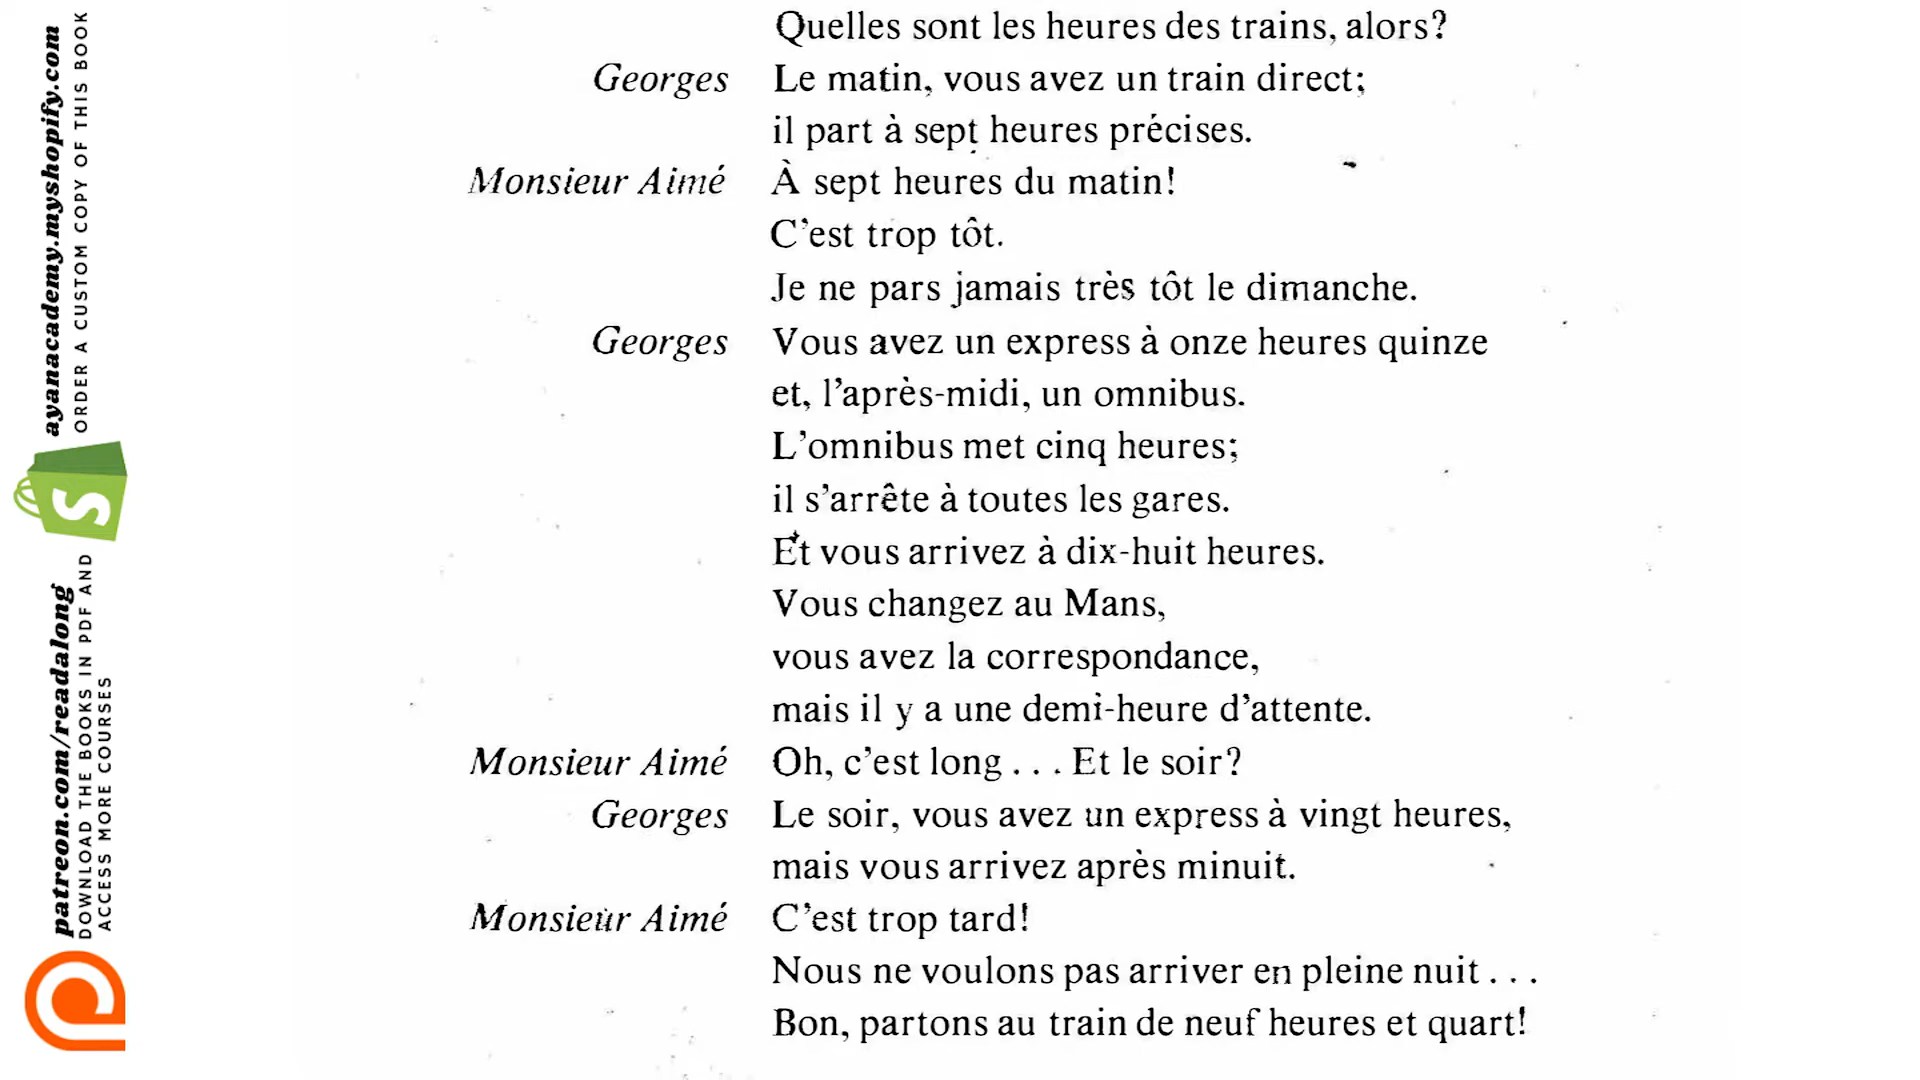 Quelles sont les heures des trains, alors?
Georges Le matin, vous avez un train direct;
il part à sept heures précises.
Monsieur Aimé À sept heures du matin!
C'est trop tôt.
Je ne pars jamais très tôt le dimanche.
Georges Vous avez un express à onze heures quinze
et, l'après-midi, un omnibus.
L'omnibus met cinq heures;
il s'arrête à toutes les gares.
Et vous arrivez à dix-huit heures.
Vous changez au Mans,
vous avez la correspondance,
mais il y a une demi-heure d'attente.
Monsieur Aimé Oh, c'est long . . . Et le soir?
Georges Le soir, vous avez un express à vingt heures,
mais vous arrivez après minuit.
Monsieur Aimé C'est trop tard!
Nous ne voulons pas arriver en pleine nuit . . .
Bon, partons au train de neuf heures et quart!
patreon.com/readalong
DOWNLOAD THE BOOKS IN PDF AND
ACCESS MORE COURSES
ayanacademy.myshopify.com
ORDER A CUSTOM COPY OF THIS BOOK